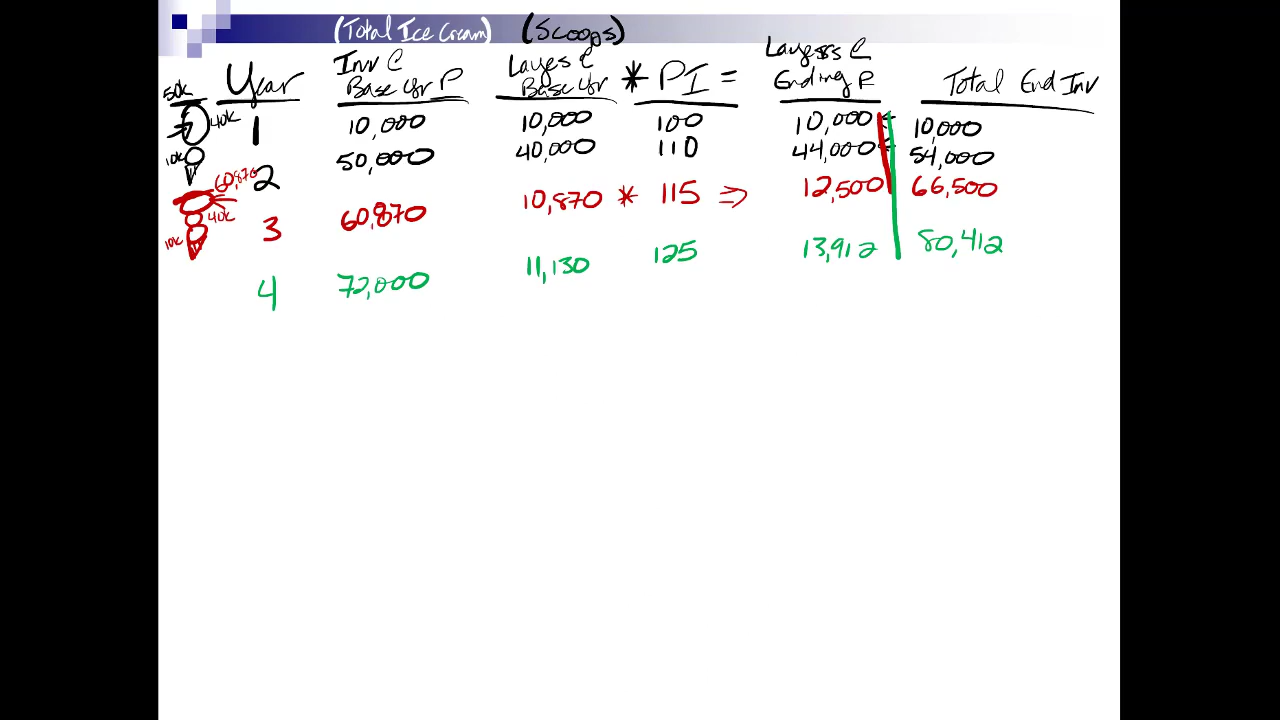 (Total Ice Cream) (Scoops)
Inv @ Layers @ Layers @
Year Base Yr P Base Yr * PI = Ending P Total End Inv
50k
40k 1 10,000 10,000 100 10,000 10,000
10k 50,000 40,000 110 44,000 54,000
60,870 2
40k 60,870 10,870 * 115 ⇒ 12,500 66,500
10k 3
72,000 11,130 125 13,912 80,412
4